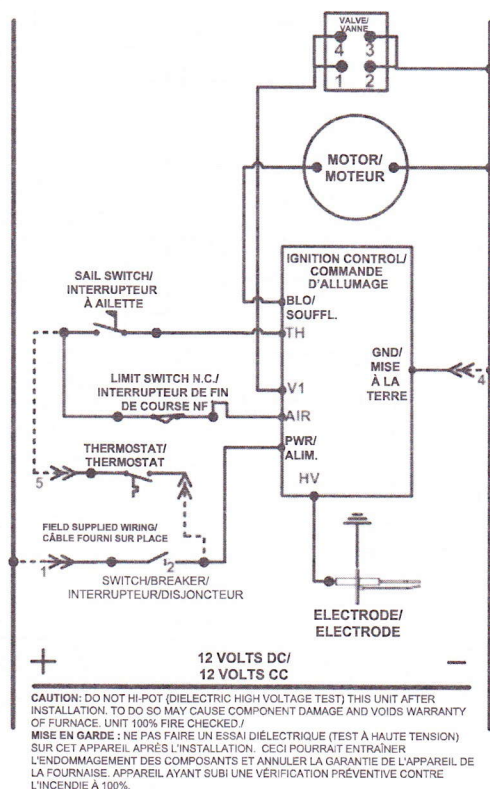 VALVE/
VANNE
4 3
1 2
MOTOR/
MOTEUR
IGNITION CONTROL/
COMMANDE
D'ALLUMAGE
SAIL SWITCH/
INTERRUPTEUR
À AILETTE
BLO/
SOUFFL.
TH
GND/
MISE
À LA
TERRE
4
LIMIT SWITCH N.C./
INTERRUPTEUR DE FIN
DE COURSE NF
V1
AIR
THERMOSTAT/
THERMOSTAT
PWR/
ALIM.
5
HV
FIELD SUPPLIED WIRING/
CÂBLE FOURNI SUR PLACE
1
2
SWITCH/BREAKER/
INTERRUPTEUR/DISJONCTEUR
ELECTRODE/
ELECTRODE
+ 12 VOLTS DC/ -
12 VOLTS CC
CAUTION: DO NOT HI-POT (DIELECTRIC HIGH VOLTAGE TEST) THIS UNIT AFTER
INSTALLATION. TO DO SO MAY CAUSE COMPONENT DAMAGE AND VOIDS WARRANTY
OF FURNACE. UNIT 100% FIRE CHECKED./
MISE EN GARDE : NE PAS FAIRE UN ESSAI DIÉLECTRIQUE (TEST À HAUTE TENSION)
SUR CET APPAREIL APRÈS L'INSTALLATION. CECI POURRAIT ENTRAÎNER
L'ENDOMMAGEMENT DES COMPOSANTS ET ANNULER LA GARANTIE DE L'APPAREIL DE
LA FOURNAISE. APPAREIL AYANT SUBI UNE VÉRIFICATION PRÉVENTIVE CONTRE
L'INCENDIE À 100%.